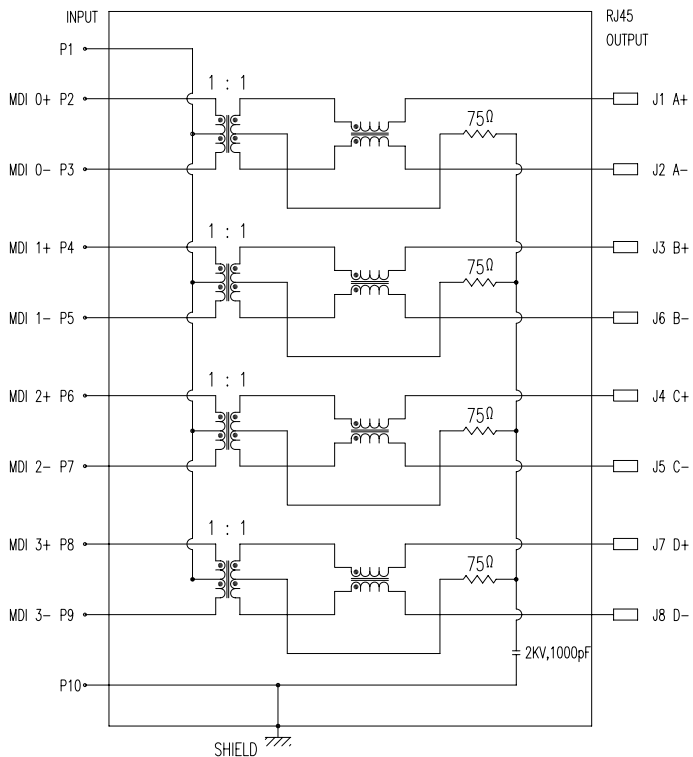 INPUT
RJ45
OUTPUT
P1
1 : 1
MDI 0+ P2
75Ω
J1 A+
MDI 0- P3
J2 A-
1 : 1
MDI 1+ P4
75Ω
J3 B+
MDI 1- P5
J6 B-
1 : 1
MDI 2+ P6
75Ω
J4 C+
MDI 2- P7
J5 C-
1 : 1
MDI 3+ P8
75Ω
J7 D+
MDI 3- P9
J8 D-
2KV,1000pF
P10
SHIELD